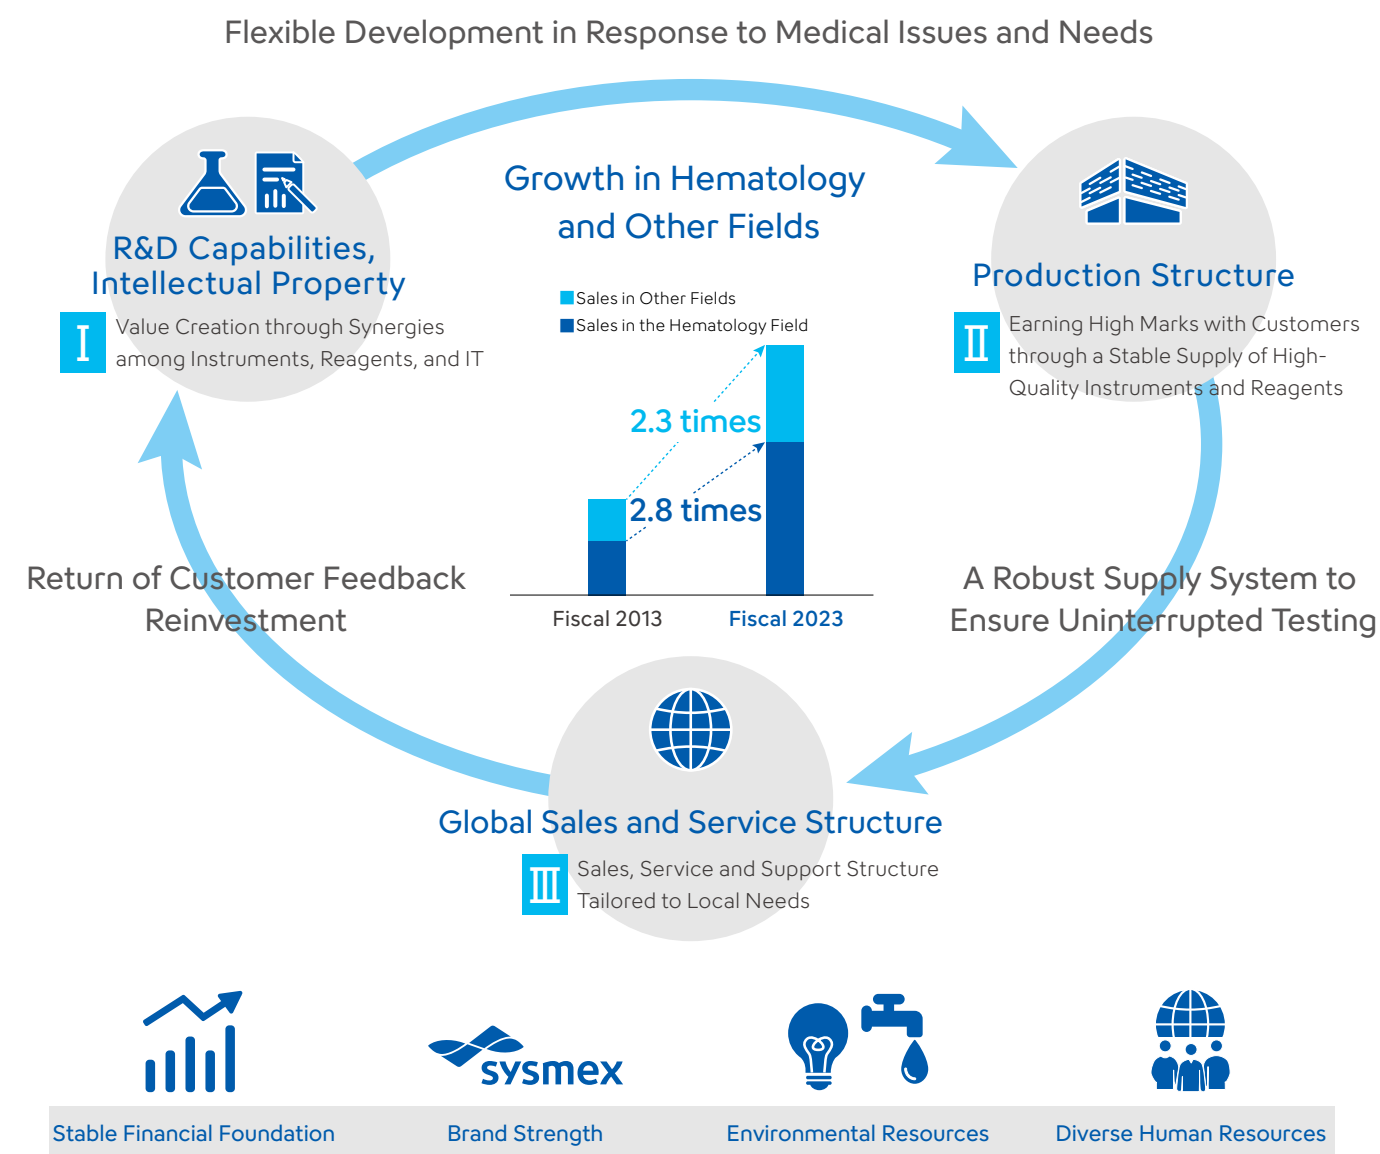 Flexible Development in Response to Medical Issues and Needs
R&D Capabilities,
Intellectual Property
I
Value Creation through Synergies
among Instruments, Reagents, and IT
Growth in Hematology
and Other Fields
Sales in Other Fields
Sales in the Hematology Field
2.3 times
2.8 times
Fiscal 2013
Fiscal 2023
Production Structure
II
Earning High Marks with Customers
through a Stable Supply of High-
Quality Instruments and Reagents
Return of Customer Feedback
Reinvestment
A Robust Supply System to
Ensure Uninterrupted Testing
Global Sales and Service Structure
III
Sales, Service and Support Structure
Tailored to Local Needs
sysmex
Stable Financial Foundation
Brand Strength
Environmental Resources
Diverse Human Resources